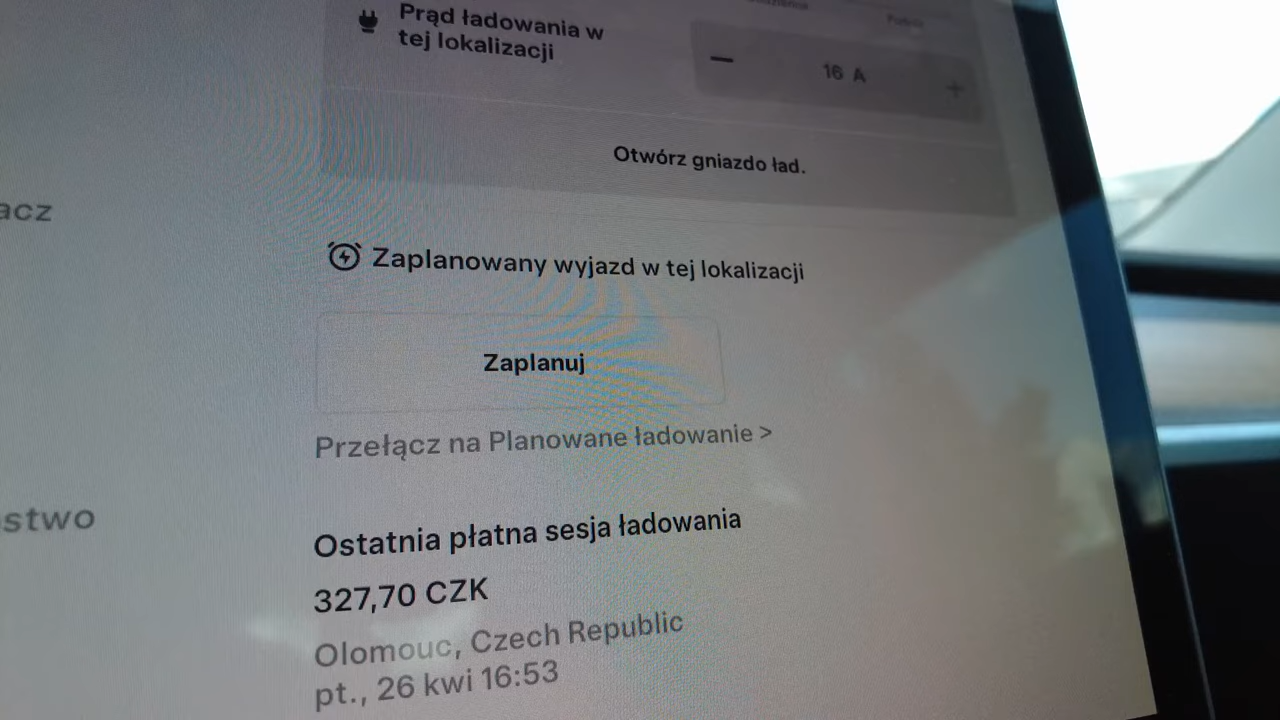 Prąd ładowania w
tej lokalizacji
16 A
Otwórz gniazdo ład.
acz
Zaplanowany wyjazd w tej lokalizacji
Zaplanuj
Przełącz na Planowane ładowanie >
stwo
Ostatnia płatna sesja ładowania
327,70 CZK
Olomouc, Czech Republic
pt., 26 kwi 16:53